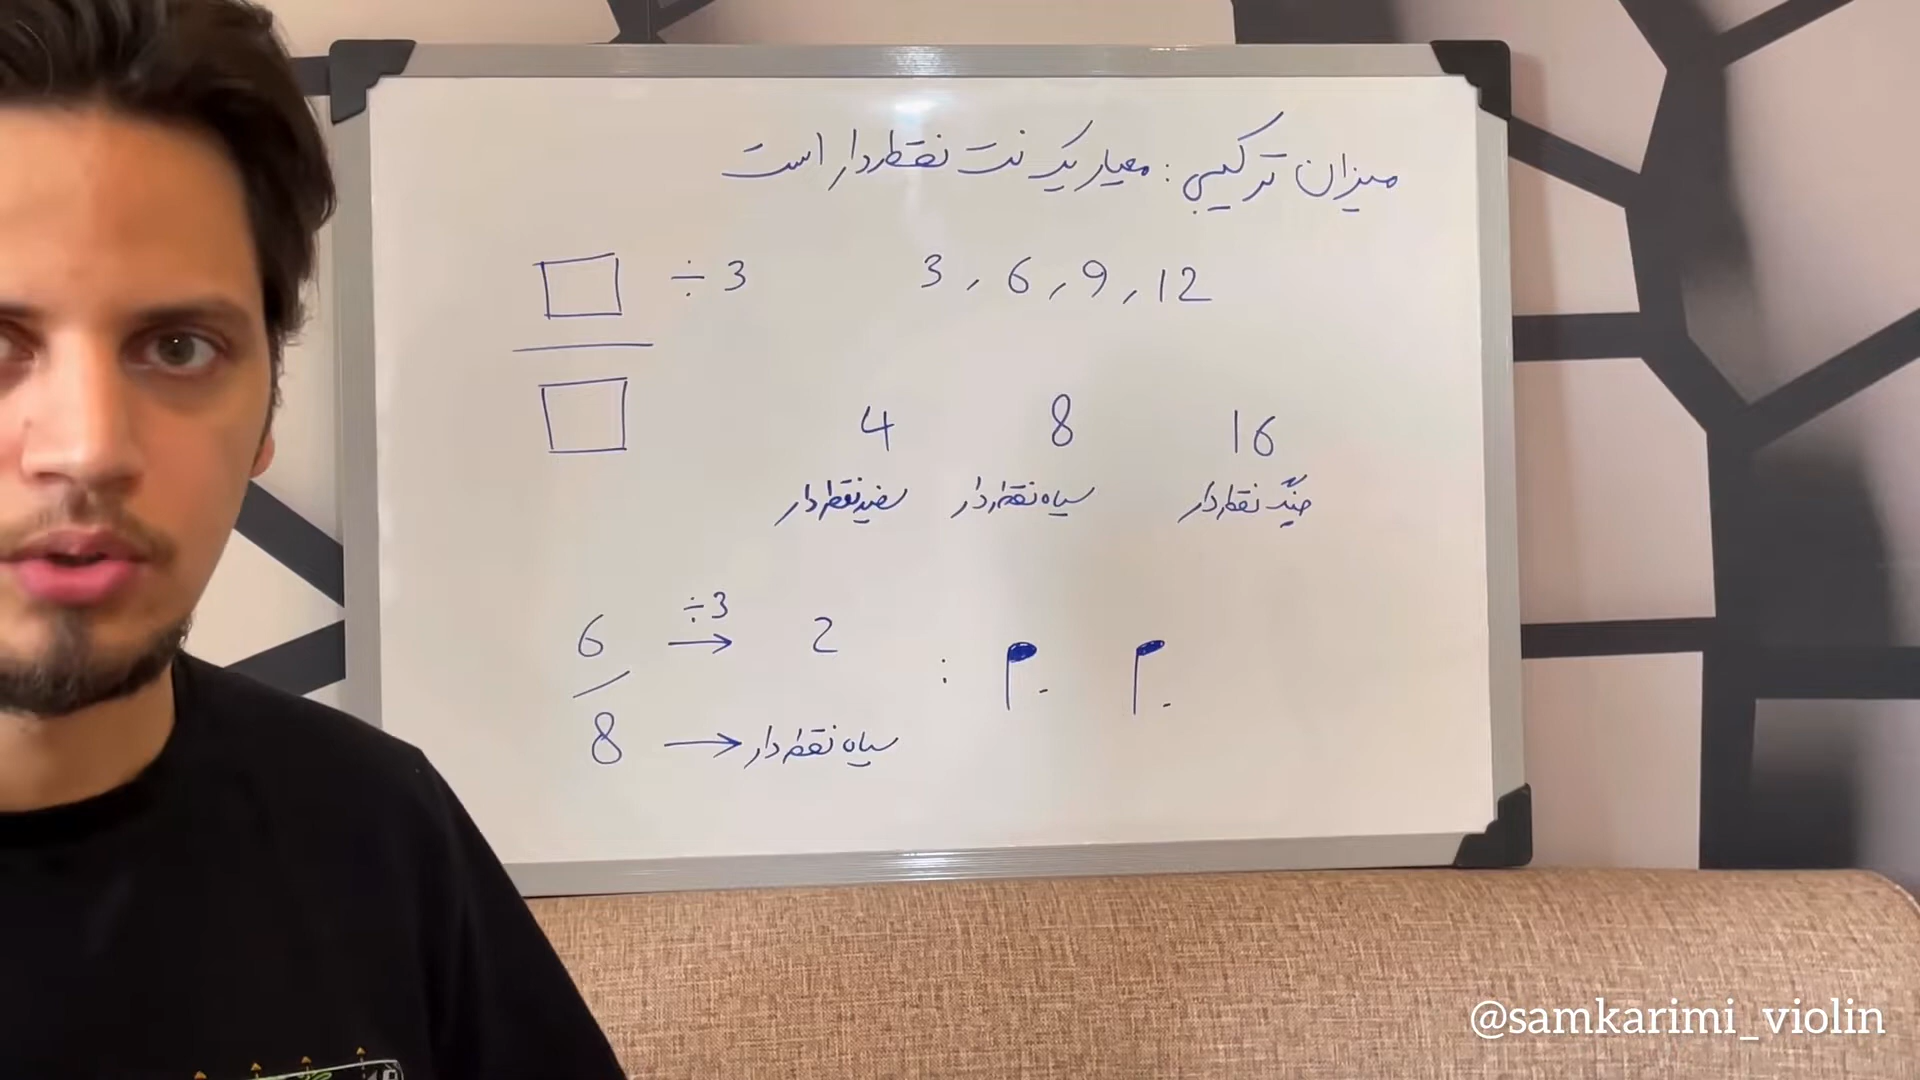 میزان ترکیبی : معیار یک نت نقطه‌دار است
□ ÷ 3
3 , 6 , 9 , 12
□
4 8 16
سفید نقطه‌دار سیاه نقطه‌دار چنگ نقطه‌دار
6 ÷3 → 2 :
8 → سیاه نقطه‌دار
@samkarimi_violin